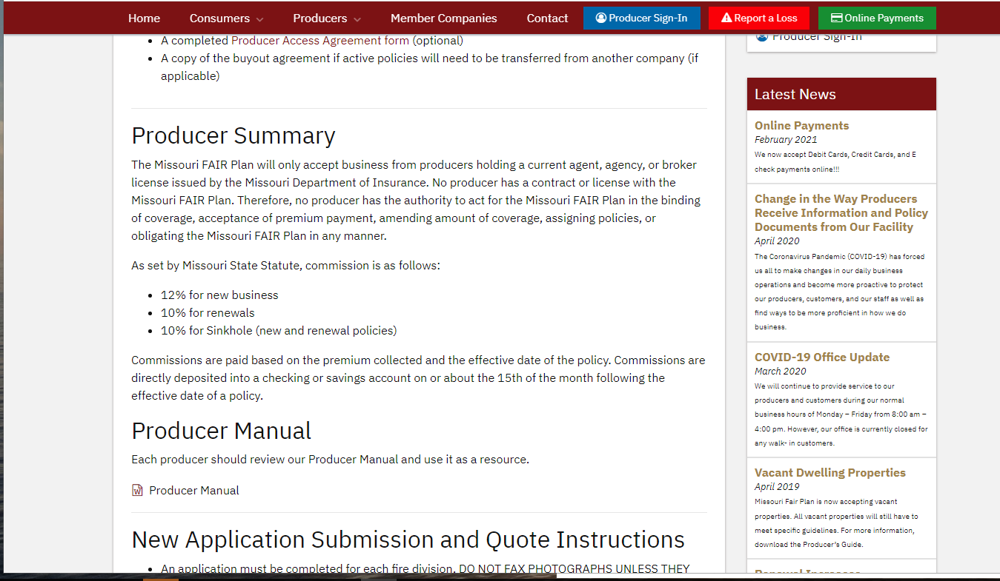 Home Consumers Producers Member Companies Contact Producer Sign-In Report a Loss Online Payments
A completed Producer Access Agreement form (optional)
A copy of the buyout agreement if active policies will need to be transferred from another company (if
applicable)
Producer Summary
The Missouri FAIR Plan will only accept business from producers holding a current agent, agency, or broker
license issued by the Missouri Department of Insurance. No producer has a contract or license with the
Missouri FAIR Plan. Therefore, no producer has the authority to act for the Missouri FAIR Plan in the binding
of coverage, acceptance of premium payment, amending amount of coverage, assigning policies, or
obligating the Missouri FAIR Plan in any manner.
As set by Missouri State Statute, commission is as follows:
12% for new business
10% for renewals
10% for Sinkhole (new and renewal policies)
Commissions are paid based on the premium collected and the effective date of the policy. Commissions are
directly deposited into a checking or savings account on or about the 15th of the month following the
effective date of a policy.
Producer Manual
Each producer should review our Producer Manual and use it as a resource.
Producer Manual
New Application Submission and Quote Instructions
An application must be completed for each fire division. DO NOT FAX PHOTOGRAPHS UNLESS THEY
Producer Sign-In
Latest News
Online Payments
February 2021
We now accept Debit Cards, Credit Cards, and E
check payments online!!!
Change in the Way Producers
Receive Information and Policy
Documents from Our Facility
April 2020
The Coronavirus Pandemic (COVID-19) has forced
us all to make changes in our daily business
operations and become more proactive to protect
our producers, customers, and our staff as well as
find ways to be more proficient in how we do
business.
COVID-19 Office Update
March 2020
We will continue to provide service to our
producers and customers during our normal
business hours of Monday – Friday from 8:00 am –
4:00 pm. However, our office is currently closed for
any walk- in customers.
Vacant Dwelling Properties
April 2019
Missouri Fair Plan is now accepting vacant
properties. All vacant properties will still have to
meet specific guidelines. For more information,
download the Producer's Guide.
Renewal Increases